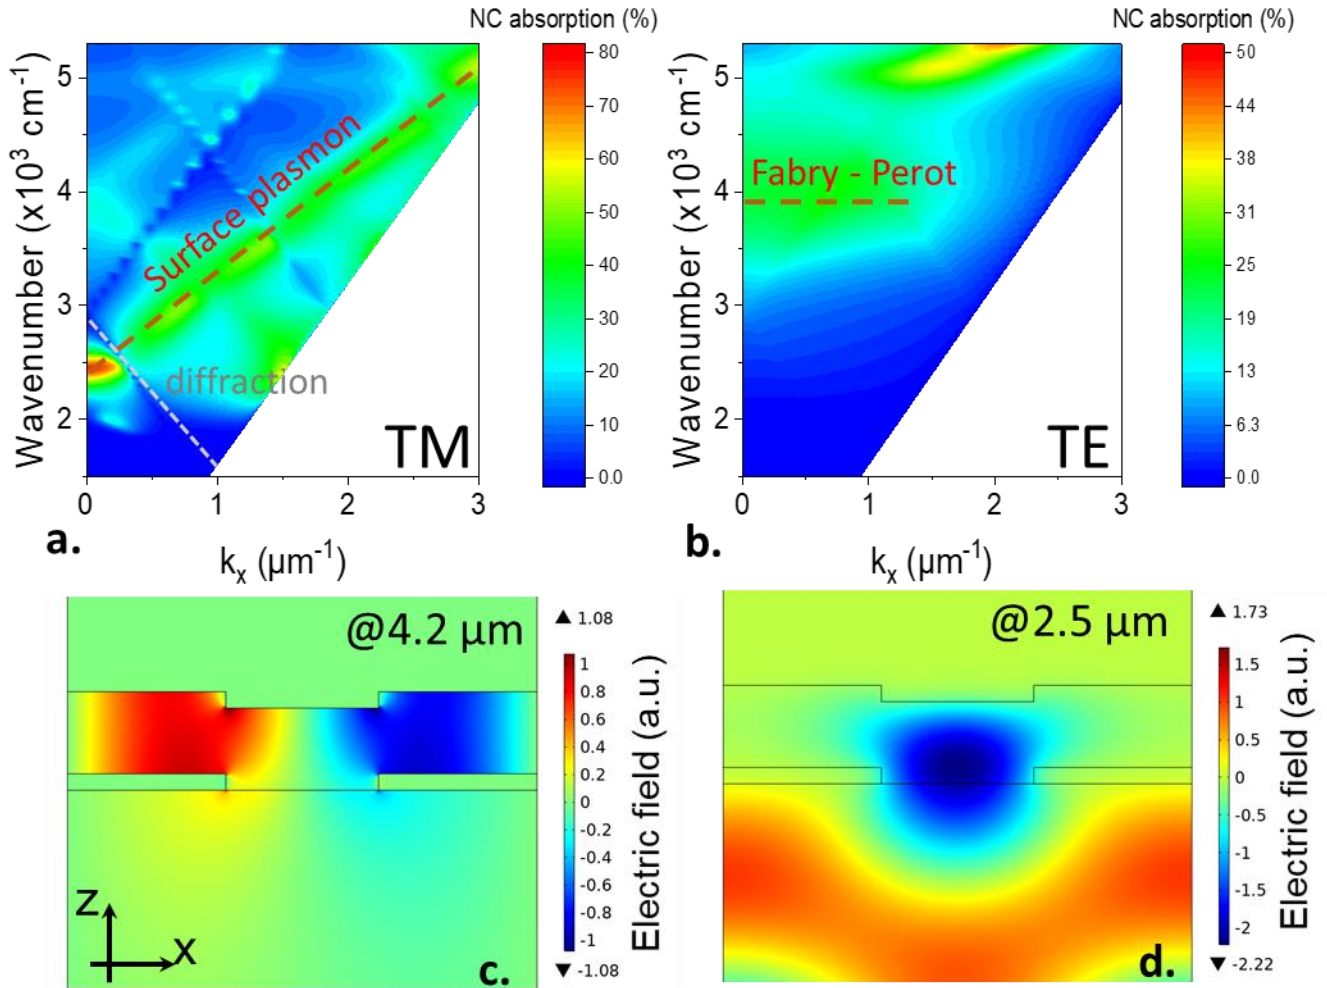 NC absorption (%)
NC absorption (%)
Wavenumber (x10³ cm⁻¹)
5
4
3
2
0
1
2
3
kₓ (µm⁻¹)
Surface plasmon
diffraction
TM
80
70
60
50
40
30
20
10
0.0
a.
Wavenumber (x10³ cm⁻¹)
5
4
3
2
0
1
2
3
kₓ (µm⁻¹)
Fabry - Perot
TE
50
44
38
31
25
19
13
6.3
0.0
b.
@4.2 µm
▲ 1.08
1
0.8
0.6
0.4
0.2
0
-0.2
-0.4
-0.6
-0.8
-1
▼ -1.08
Electric field (a.u.)
Z
X
c.
@2.5 µm
▲ 1.73
1.5
1
0.5
0
-0.5
-1
-1.5
-2
▼ -2.22
Electric field (a.u.)
d.